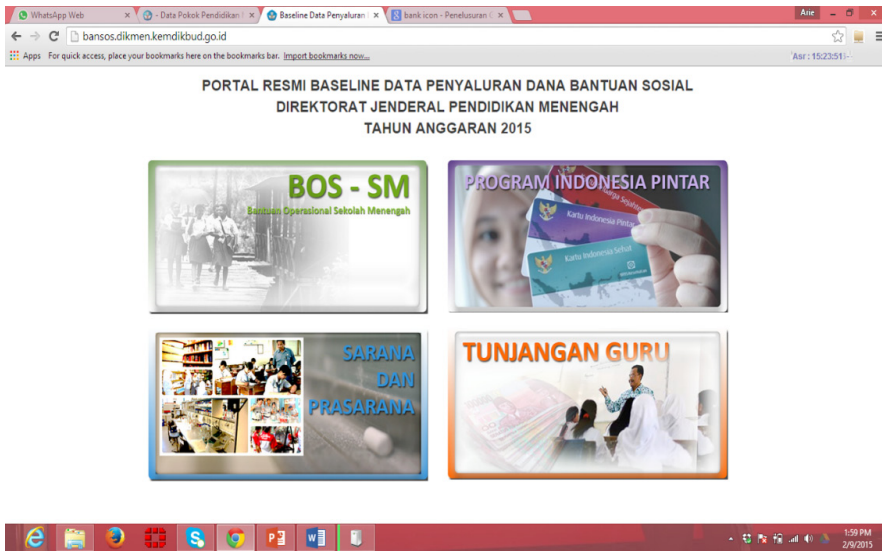 WhatsApp Web
- Data Pokok Pendidikan
Baseline Data Penyaluran
bank icon - Penelusuran
Arie
bansos.dikmen.kemdikbud.go.id
Apps For quick access, place your bookmarks here on the bookmarks bar. Import bookmarks now...
Asr : 15:23:51
PORTAL RESMI BASELINE DATA PENYALURAN DANA BANTUAN SOSIAL
DIREKTORAT JENDERAL PENDIDIKAN MENENGAH
TAHUN ANGGARAN 2015
BOS - SM
Bantuan Operasional Sekolah Menengah
PROGRAM INDONESIA PINTAR
Keluarga Sejahtera
Kartu Indonesia Pintar
Kartu Indonesia Sehat
SARANA
DAN
PRASARANA
TUNJANGAN GURU
1:59 PM
2/9/2015